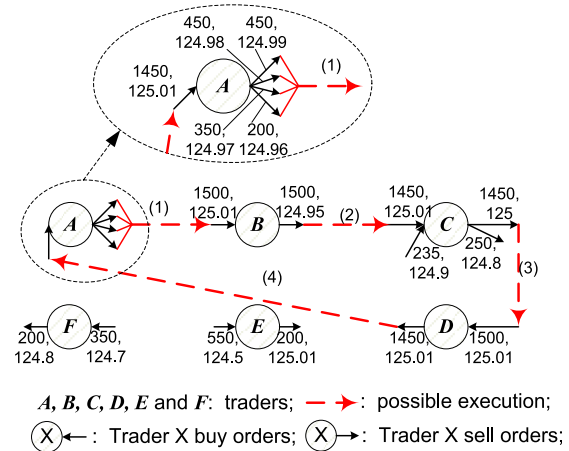 450, 450,
124.98 124.99
(1)
1450,
125.01
A
350, 200,
124.97 124.96
1500, 1500, 1450, 1450,
(1) 125.01 124.95 125.01 125
A B (2) C
235, 250,
124.9 124.8
(4) (3)
F E D
200, 350, 550, 200, 1450, 1500,
124.8 124.7 124.5 125.01 125.01 125.01
A, B, C, D, E and F: traders; : possible execution;
X : Trader X buy orders; X : Trader X sell orders;